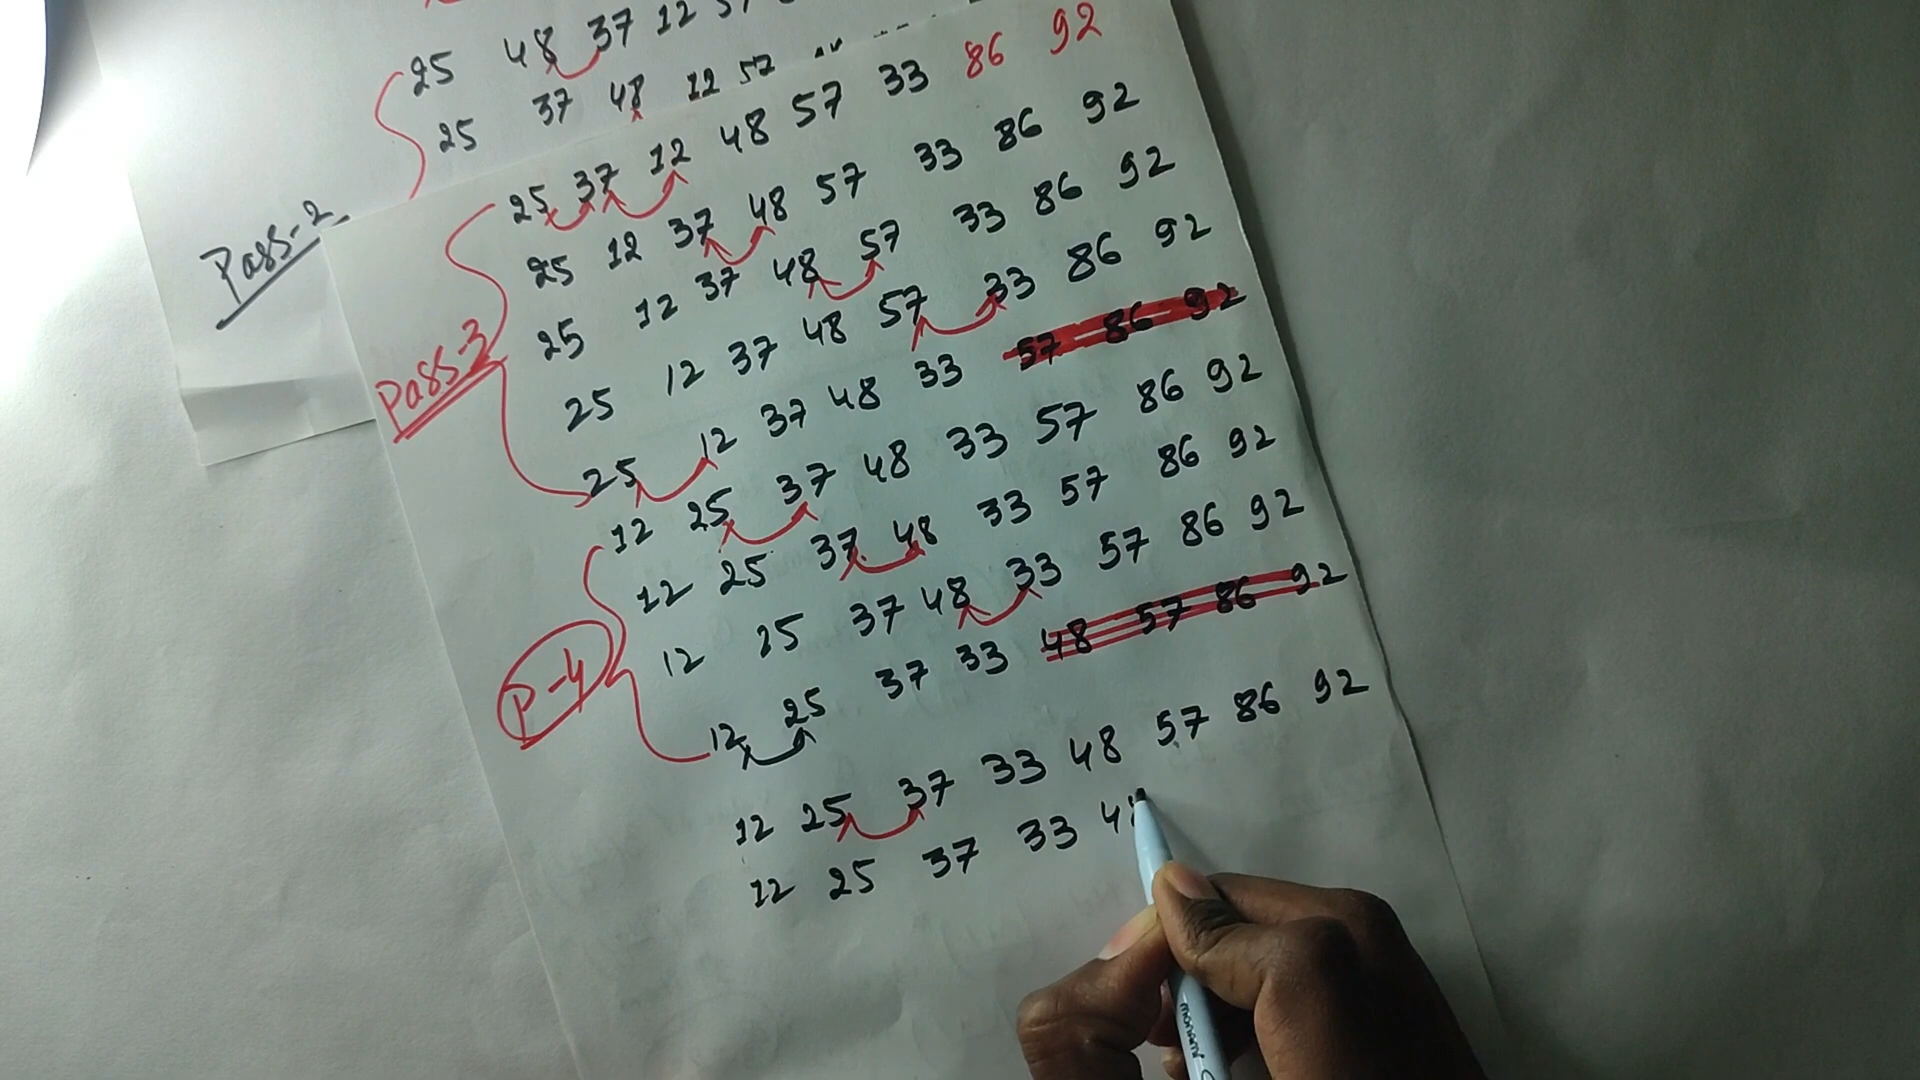 25 48 37 12
25 37 48 12 57
Pass-2
25 37 12 48 57 33 86 92
25 12 37 48 57 33 86 92
25 12 37 48 57 33 86 92
25 12 37 48 57 33 86 92
Pass-3
25 12 37 48 33 57 86 92
12 25 37 48 33 57 86 92
12 25 37 48 33 57 86 92
12 25 37 48 33 57 86 92
P-4
12 25 37 33 48 57 86 92
12 25 37 33 48 57 86 92
12 25 37 33 48
monami